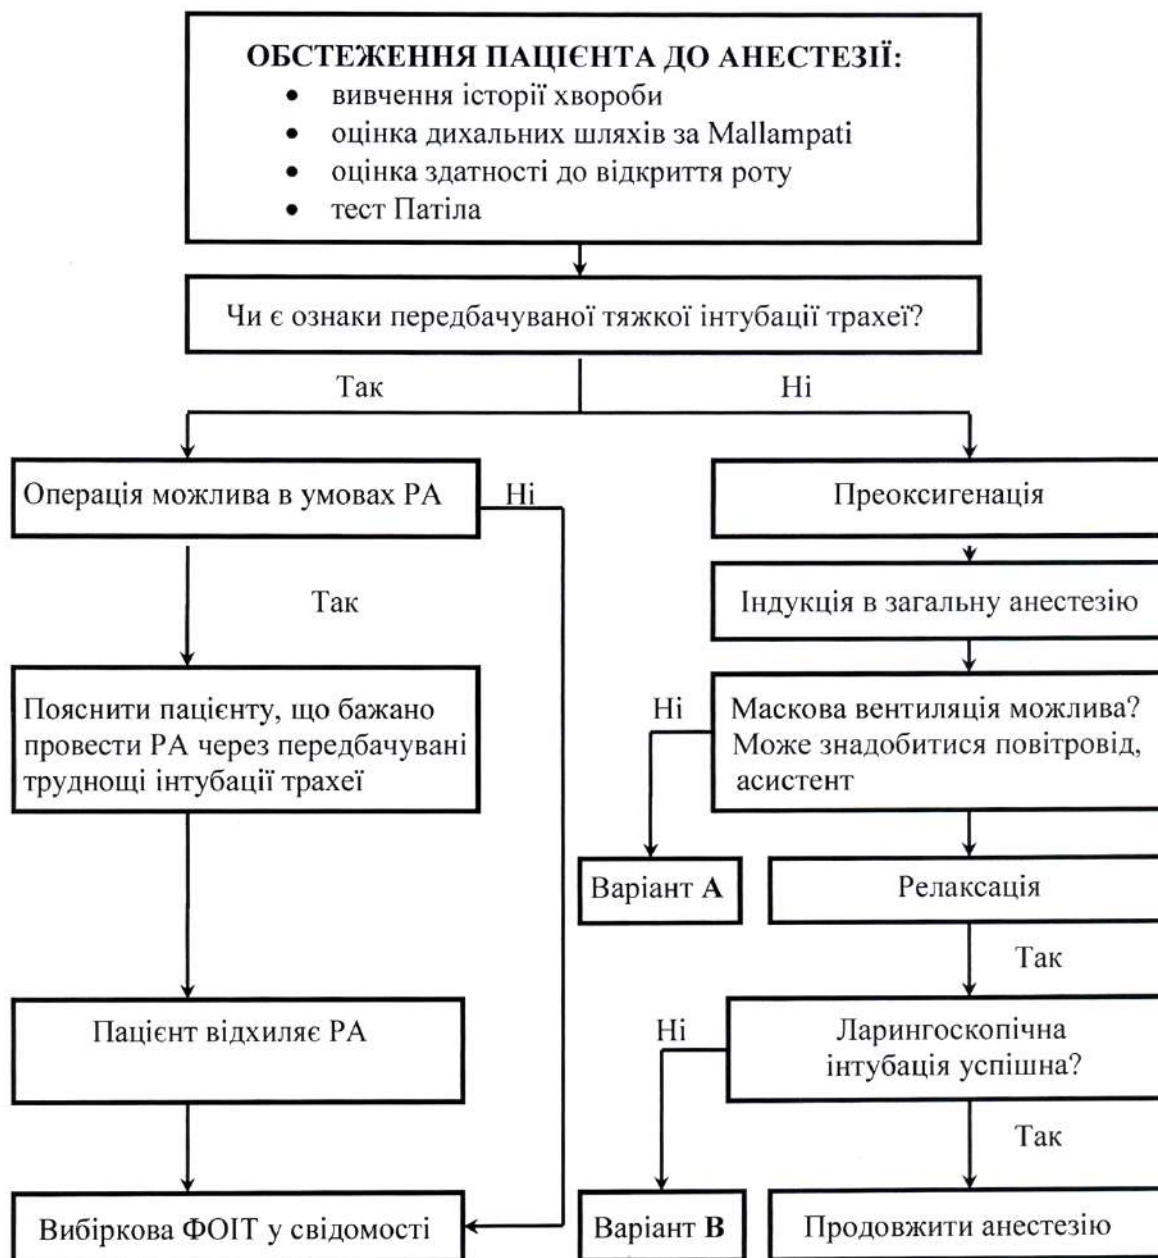 ОБСТЕЖЕННЯ ПАЦІЄНТА ДО АНЕСТЕЗІЇ:
• вивчення історії хвороби
• оцінка дихальних шляхів за Mallampati
• оцінка здатності до відкриття роту
• тест Патіла
Чи є ознаки передбачуваної тяжкої інтубації трахеї?
Так
Ні
Операція можлива в умовах РА
Ні
Преоксигенація
Так
Індукція в загальну анестезію
Пояснити пацієнту, що бажано
провести РА через передбачувані
труднощі інтубації трахеї
Ні
Маскова вентиляція можлива?
Може знадобитися повітровід,
асистент
Варіант А
Релаксація
Так
Пацієнт відхиляє РА
Ні
Ларингоскопічна
інтубація успішна?
Так
Вибіркова ФОІТ у свідомості
Варіант В
Продовжити анестезію